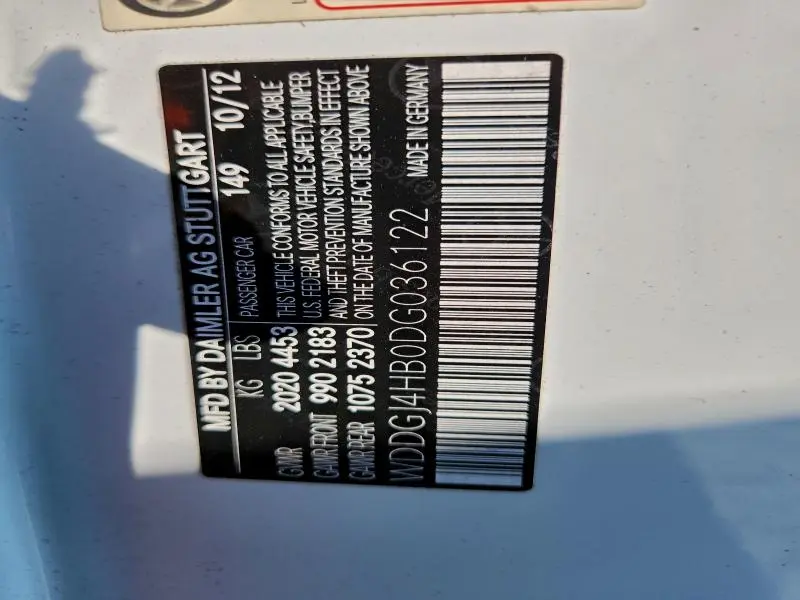 MFD BY DAIMLER AG STUTTGART
KG LBS PASSENGER CAR 149 10/12
GVWR 2020 4453 THIS VEHICLE CONFORMS TO ALL APPLICABLE
U.S. FEDERAL MOTOR VEHICLE SAFETY, BUMPER
GAWR FRONT 990 2183 AND THEFT PREVENTION STANDARDS IN EFFECT
GAWR REAR 1075 2370 ON THE DATE OF MANUFACTURE SHOWN ABOVE
WDDGJ4HB0DG036122 MADE IN GERMANY